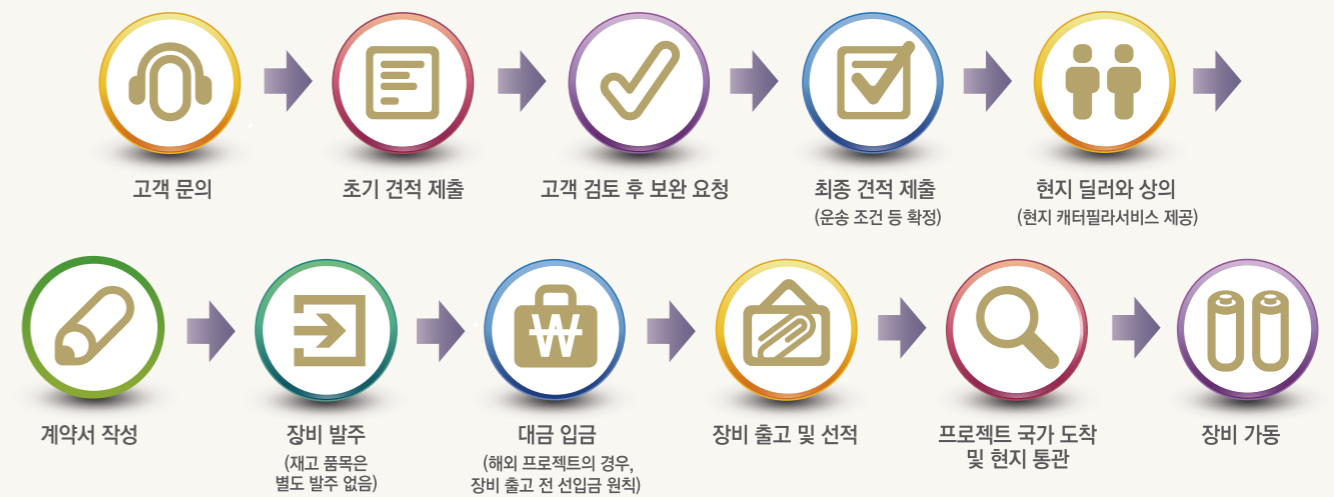 고객 문의
초기 견적 제출
고객 검토 후 보완 요청
최종 견적 제출
(운송 조건 등 확정)
현지 딜러와 상의
(현지 캐터필라서비스 제공)
계약서 작성
장비 발주
(재고 품목은
별도 발주 없음)
₩
대금 입금
(해외 프로젝트의 경우,
장비 출고 전 선입금 원칙)
장비 출고 및 선적
프로젝트 국가 도착
및 현지 통관
장비 가동